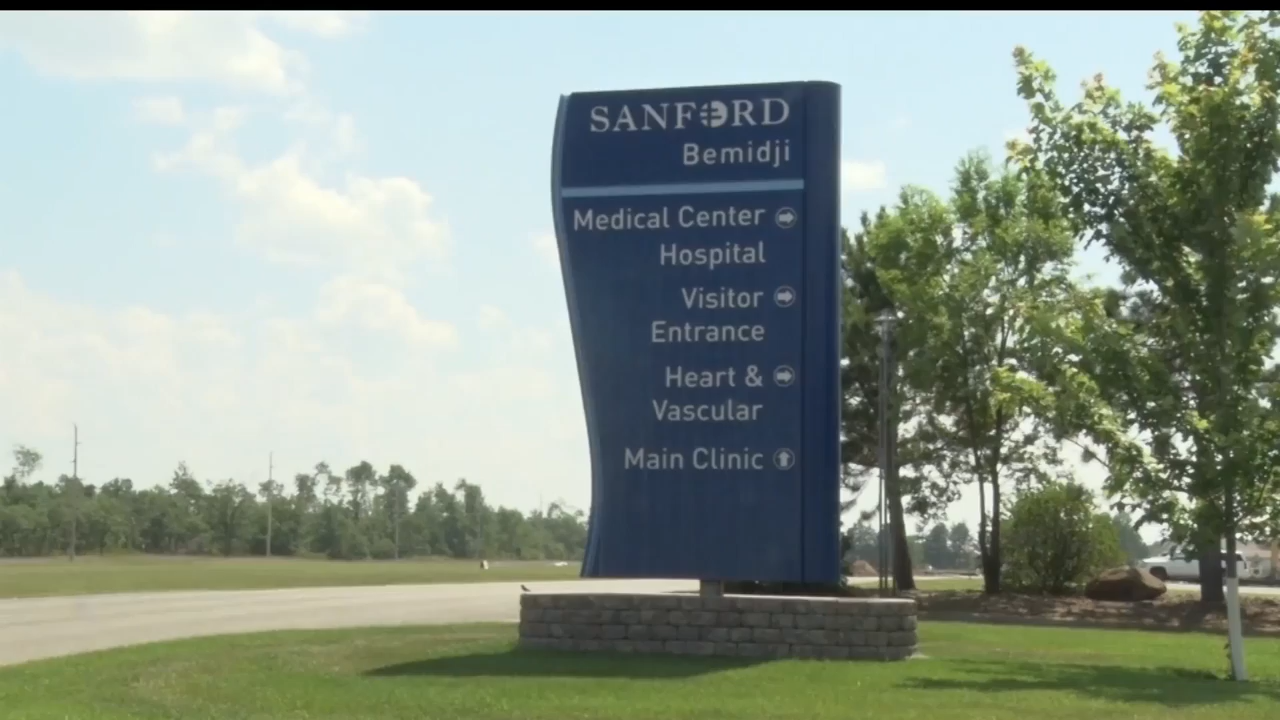 SANFORD
Bemidji
Medical Center
Hospital
Visitor
Entrance
Heart &
Vascular
Main Clinic